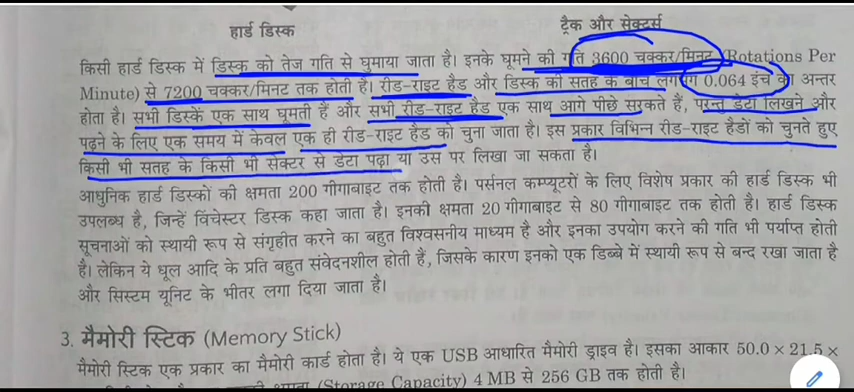 हार्ड डिस्क
ट्रैक और सेक्टर्स
किसी हार्ड डिस्क में डिस्क को तेज गति से घुमाया जाता है। इनके घूमने की गति 3600 चक्कर/मिनट (Rotations Per
Minute) से 7200 चक्कर/मिनट तक होती है। रीड-राइट हैड और डिस्क की सतह के बीच लगभग 0.064 इंच का अन्तर
होता है। सभी डिस्कें एक साथ घूमती हैं और सभी रीड-राइट हैड एक साथ आगे पीछे सरकते हैं, परन्तु डेटा लिखने और
पढ़ने के लिए एक समय में केवल एक ही रीड-राइट हैड को चुना जाता है। इस प्रकार विभिन्न रीड-राइट हैडों को चुनते हुए
किसी भी सतह के किसी भी सेक्टर से डेटा पढ़ा या उस पर लिखा जा सकता है।
आधुनिक हार्ड डिस्कों की क्षमता 200 गीगाबाइट तक होती है। पर्सनल कम्प्यूटरों के लिए विशेष प्रकार की हार्ड डिस्क भी
उपलब्ध है, जिन्हें विंचेस्टर डिस्क कहा जाता है। इनकी क्षमता 20 गीगाबाइट से 80 गीगाबाइट तक होती है। हार्ड डिस्क
सूचनाओं को स्थायी रूप से संगृहीत करने का बहुत विश्वसनीय माध्यम है और इनका उपयोग करने की गति भी पर्याप्त होती
है। लेकिन ये धूल आदि के प्रति बहुत संवेदनशील होती हैं, जिसके कारण इनको एक डिब्बे में स्थायी रूप से बन्द रखा जाता है
और सिस्टम यूनिट के भीतर लगा दिया जाता है।
3. मैमोरी स्टिक (Memory Stick)
मैमोरी स्टिक एक प्रकार का मैमोरी कार्ड होता है। ये एक USB आधारित मैमोरी ड्राइव है। इसका आकार 50.0 × 21.5 ×
(Storage Capacity) 4 MB से 256 GB तक होती है।